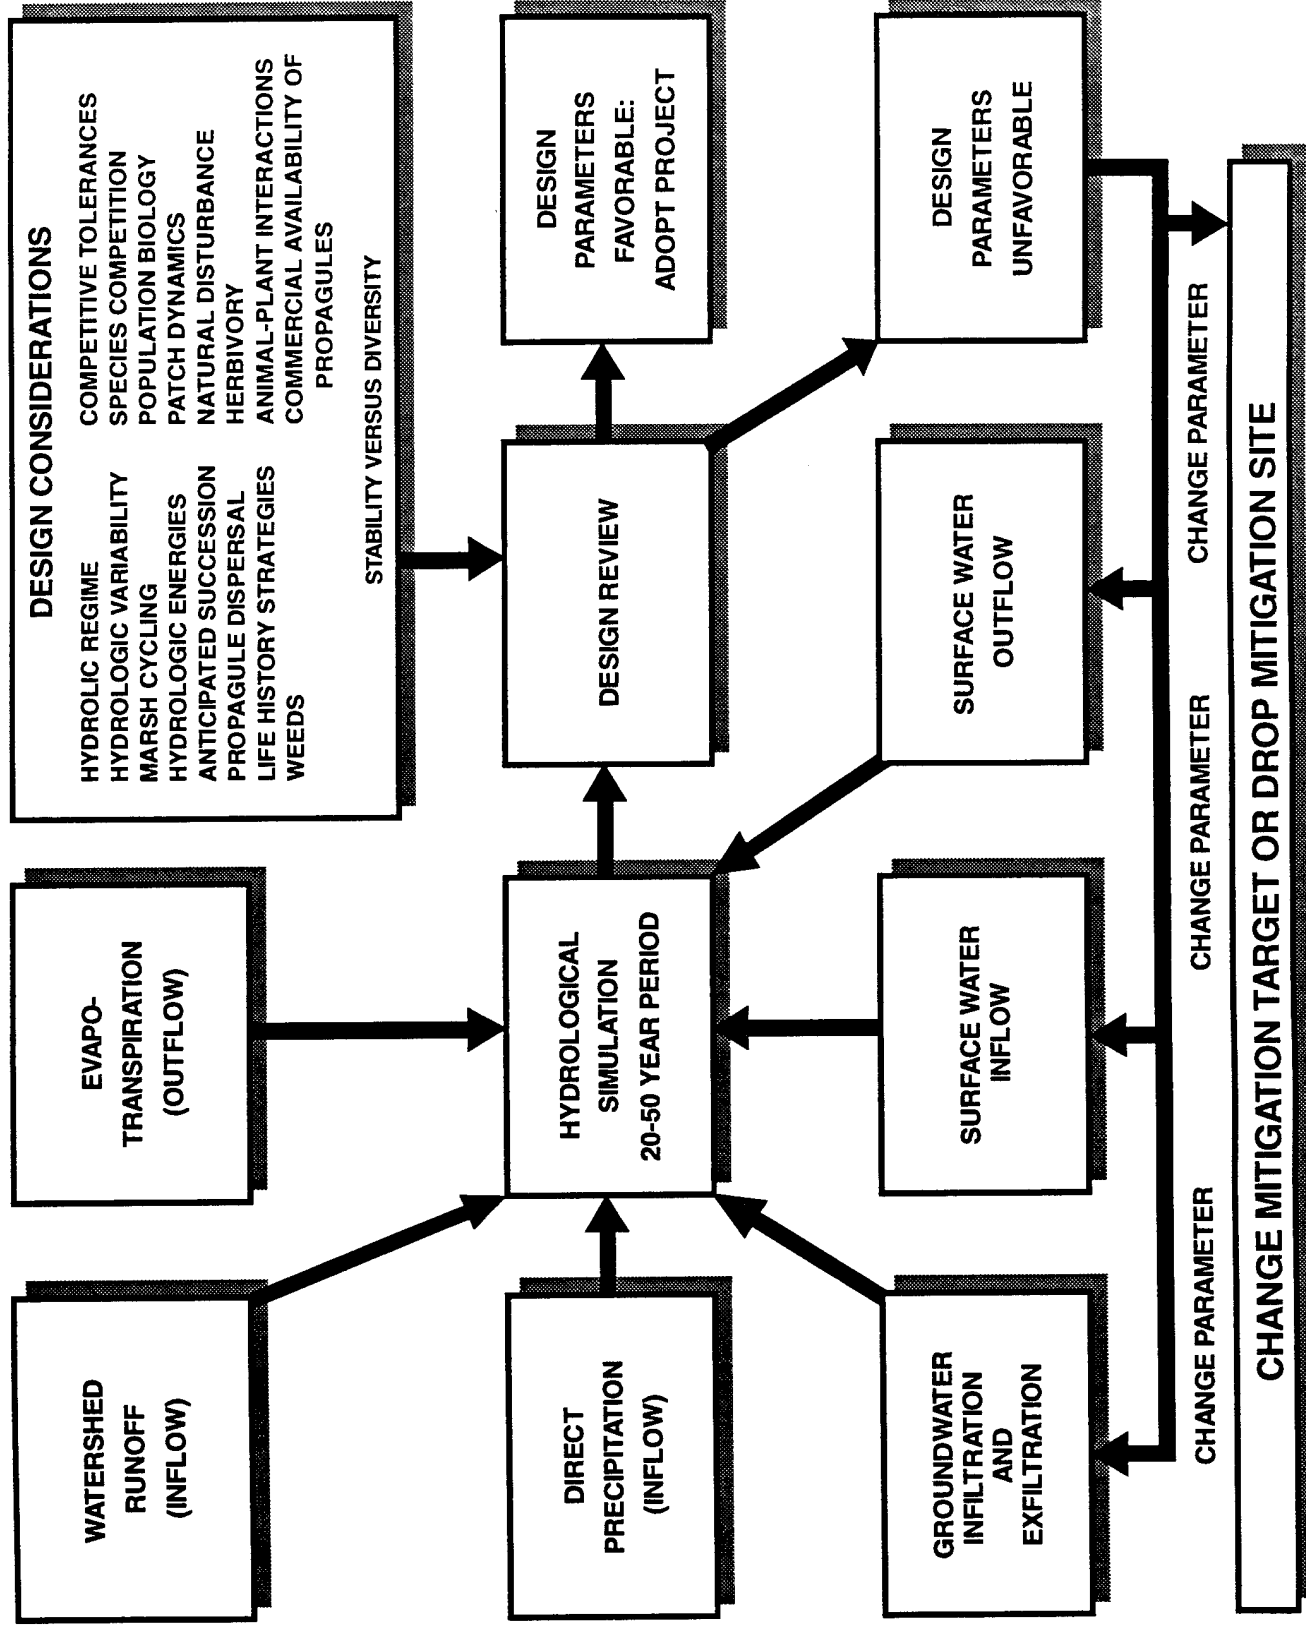 WATERSHED
RUNOFF
(INFLOW)
EVAPO-
TRANSPIRATION
(OUTFLOW)
DESIGN CONSIDERATIONS
HYDROLIC REGIME
HYDROLOGIC VARIABILITY
MARSH CYCLING
HYDROLOGIC ENERGIES
ANTICIPATED SUCCESSION
PROPAGULE DISPERSAL
LIFE HISTORY STRATEGIES
WEEDS
COMPETITIVE TOLERANCES
SPECIES COMPETITION
POPULATION BIOLOGY
PATCH DYNAMICS
NATURAL DISTURBANCE
HERBIVORY
ANIMAL-PLANT INTERACTIONS
COMMERCIAL AVAILABILITY OF
PROPAGULES
STABILITY VERSUS DIVERSITY
DIRECT
PRECIPITATION
(INFLOW)
HYDROLOGICAL
SIMULATION
20-50 YEAR PERIOD
DESIGN REVIEW
DESIGN
PARAMETERS
FAVORABLE:
ADOPT PROJECT
GROUNDWATER
INFILTRATION
AND
EXFILTRATION
SURFACE WATER
INFLOW
SURFACE WATER
OUTFLOW
DESIGN
PARAMETERS
UNFAVORABLE
CHANGE PARAMETER
CHANGE PARAMETER
CHANGE PARAMETER
CHANGE MITIGATION TARGET OR DROP MITIGATION SITE